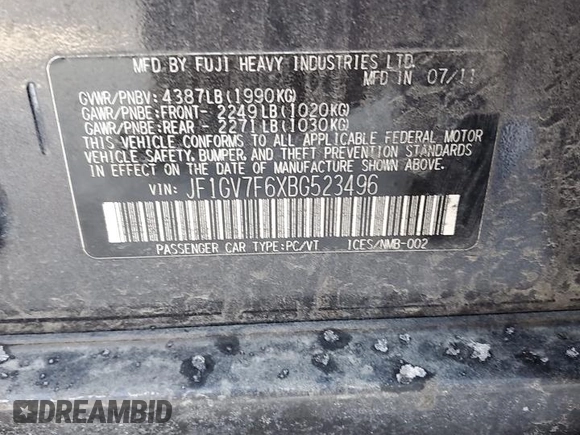 MFD BY FUJI HEAVY INDUSTRIES LTD.
MFD IN 07/11
GVWR/PNBV: 4387LB(1990KG)
GAWR/PNBE:FRONT- 2249LB(1020KG)
GAWR/PNBE:REAR - 2271LB(1030KG)
THIS VEHICLE CONFORMS TO ALL APPLICABLE FEDERAL MOTOR
VEHICLE SAFETY, BUMPER, AND THEFT PREVENTION STANDARDS
IN EFFECT ON THE DATE OF MANUFACTURE SHOWN ABOVE.
VIN: JF1GV7F6XBG523496
PASSENGER CAR TYPE:PC/VT ICES/NMB-002
DREAMBID